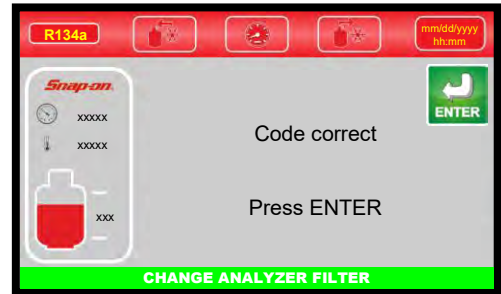 R134a
mm/dd/yyyy
hh:mm
Snap-on
xxxxx
xxxxx
xxx
ENTER
Code correct
Press ENTER
CHANGE ANALYZER FILTER